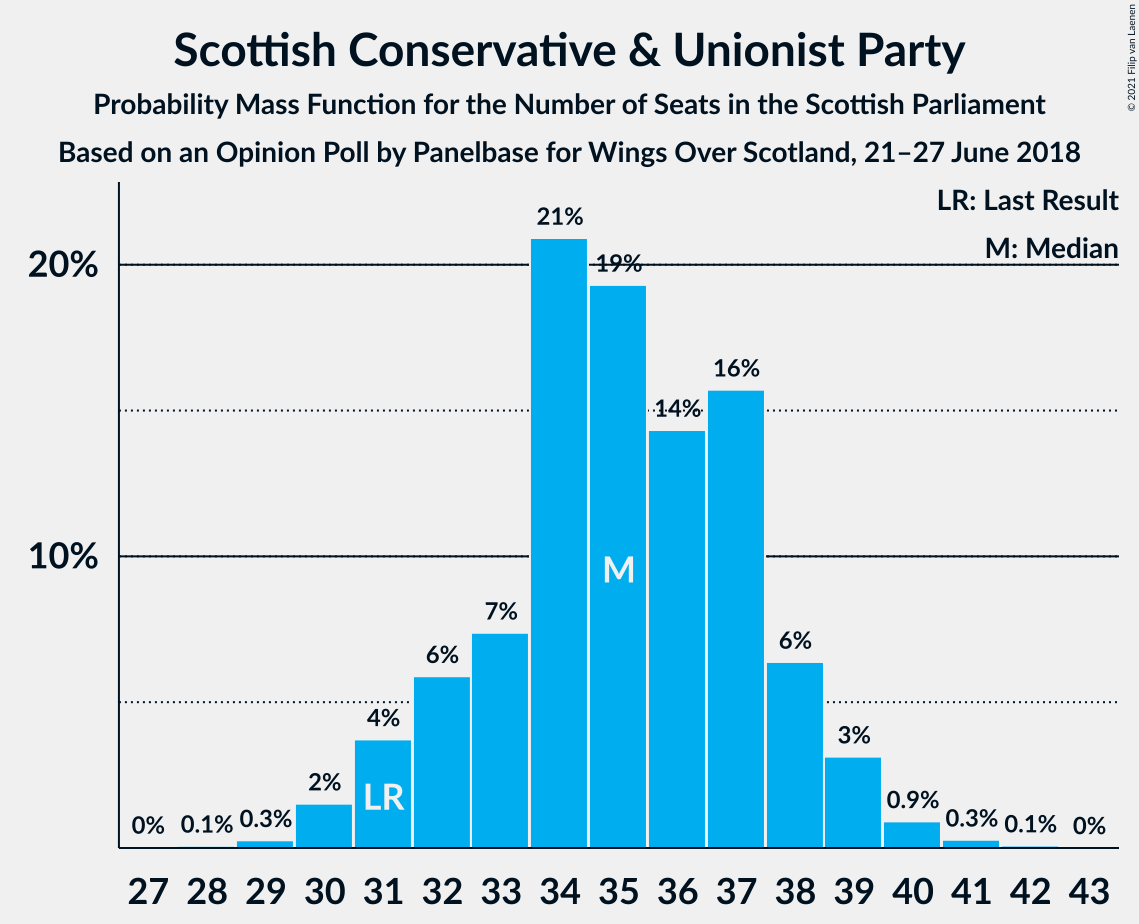 Scottish Conservative & Unionist Party
Probability Mass Function for the Number of Seats in the Scottish Parliament
Based on an Opinion Poll by Panelbase for Wings Over Scotland, 21–27 June 2018
© 2021 Filip van Laenen
LR: Last Result
M: Median
20%
10%
0% 0.1% 0.3% 2% 4% 6% 7% 21% 19% 14% 16% 6% 3% 0.9% 0.3% 0.1% 0%
LR M
27 28 29 30 31 32 33 34 35 36 37 38 39 40 41 42 43